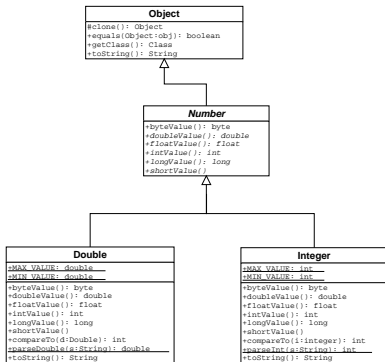 Object
#clone(): Object
+equals(Object:obj): boolean
+getClass(): Class
+toString(): String
Number
+byteValue(): byte
+doubleValue(): double
+floatValue(): float
+intValue(): int
+longValue(): long
+shortValue()
Double
+MAX_VALUE: double
+MIN_VALUE: double
+byteValue(): byte
+doubleValue(): double
+floatValue(): float
+intValue(): int
+longValue(): long
+shortValue()
+compareTo(d:Double): int
+parseDouble(s:String): double
+toString(): String
Integer
+MAX_VALUE: int
+MIN_VALUE: int
+byteValue(): byte
+doubleValue(): double
+floatValue(): float
+intValue(): int
+longValue(): long
+shortValue()
+compareTo(i:integer): int
+parseInt(s:String): int
+toString(): String